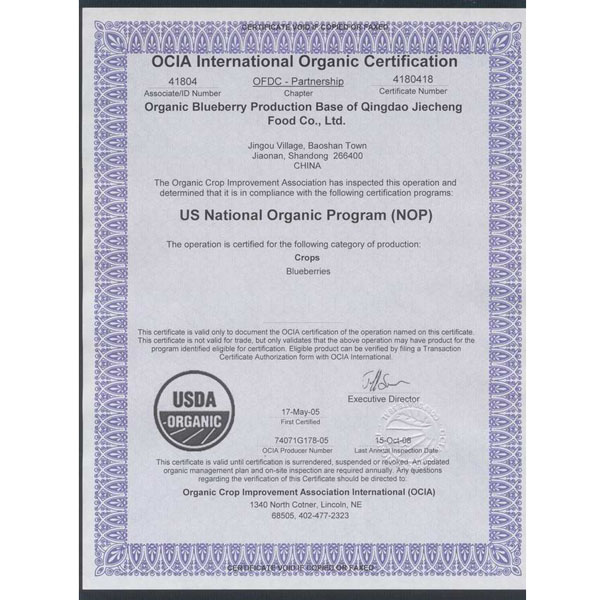 CERTIFICATE VOID IF COPIED OR FAXED
OCIA International Organic Certification
41804 OFDC - Partnership 4180418
Associate/ID Number Chapter Certificate Number
Organic Blueberry Production Base of Qingdao Jiecheng
Food Co., Ltd.
Jingou Village, Baoshan Town
Jiaonan, Shandong 266400
CHINA
The Organic Crop Improvement Association has inspected this operation and
determined that it is in compliance with the following certification programs:
US National Organic Program (NOP)
The operation is certified for the following category of production:
Crops
Blueberries
This certificate is valid only to document the OCIA certification of the operation named on this certificate.
This certificate is not valid for trade, but only validates that the above operation may have product for the
program identified eligible for certification. Eligible product can be verified by filing a Transaction
Certificate Authorization form with OCIA International.
USDA
ORGANIC
Executive Director
17-May-05
First Certified
74071G178-05 15-Oct-08
OCIA Producer Number Last Annual Inspection Date
This certificate is valid until certification is surrendered, suspended or revoked. An updated
organic management plan and on-site inspection are required annually. Any questions
regarding the verification of this Certificate should be directed to:
Organic Crop Improvement Association International (OCIA)
1340 North Cotner, Lincoln, NE
68505, 402-477-2323
CERTIFICATE VOID IF COPIED OR FAXED